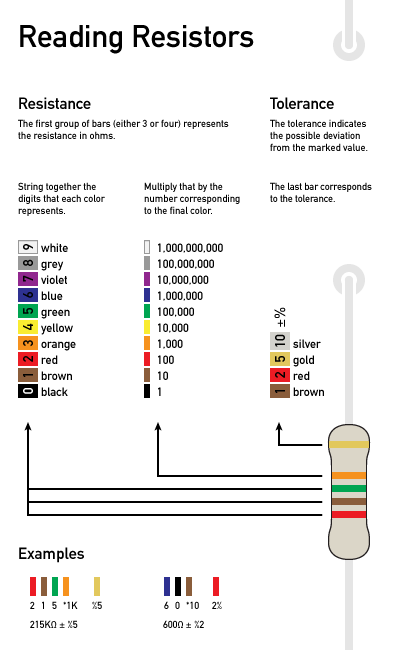 Reading Resistors
Resistance
The first group of bars (either 3 or four) represents
the resistance in ohms.
Tolerance
The tolerance indicates
the possible deviation
from the marked value.
String together the
digits that each color
represents.
Multiply that by the
number corresponding
to the final color.
The last bar corresponds
to the tolerance.
9 white
8 grey
7 violet
6 blue
5 green
4 yellow
3 orange
2 red
1 brown
0 black
1,000,000,000
100,000,000
10,000,000
1,000,000
100,000
10,000
1,000
100
10
1
±%
10 silver
5 gold
2 red
1 brown
Examples
2 1 5 *1K %5
215KΩ ± %5
6 0 *10 2%
600Ω ± %2